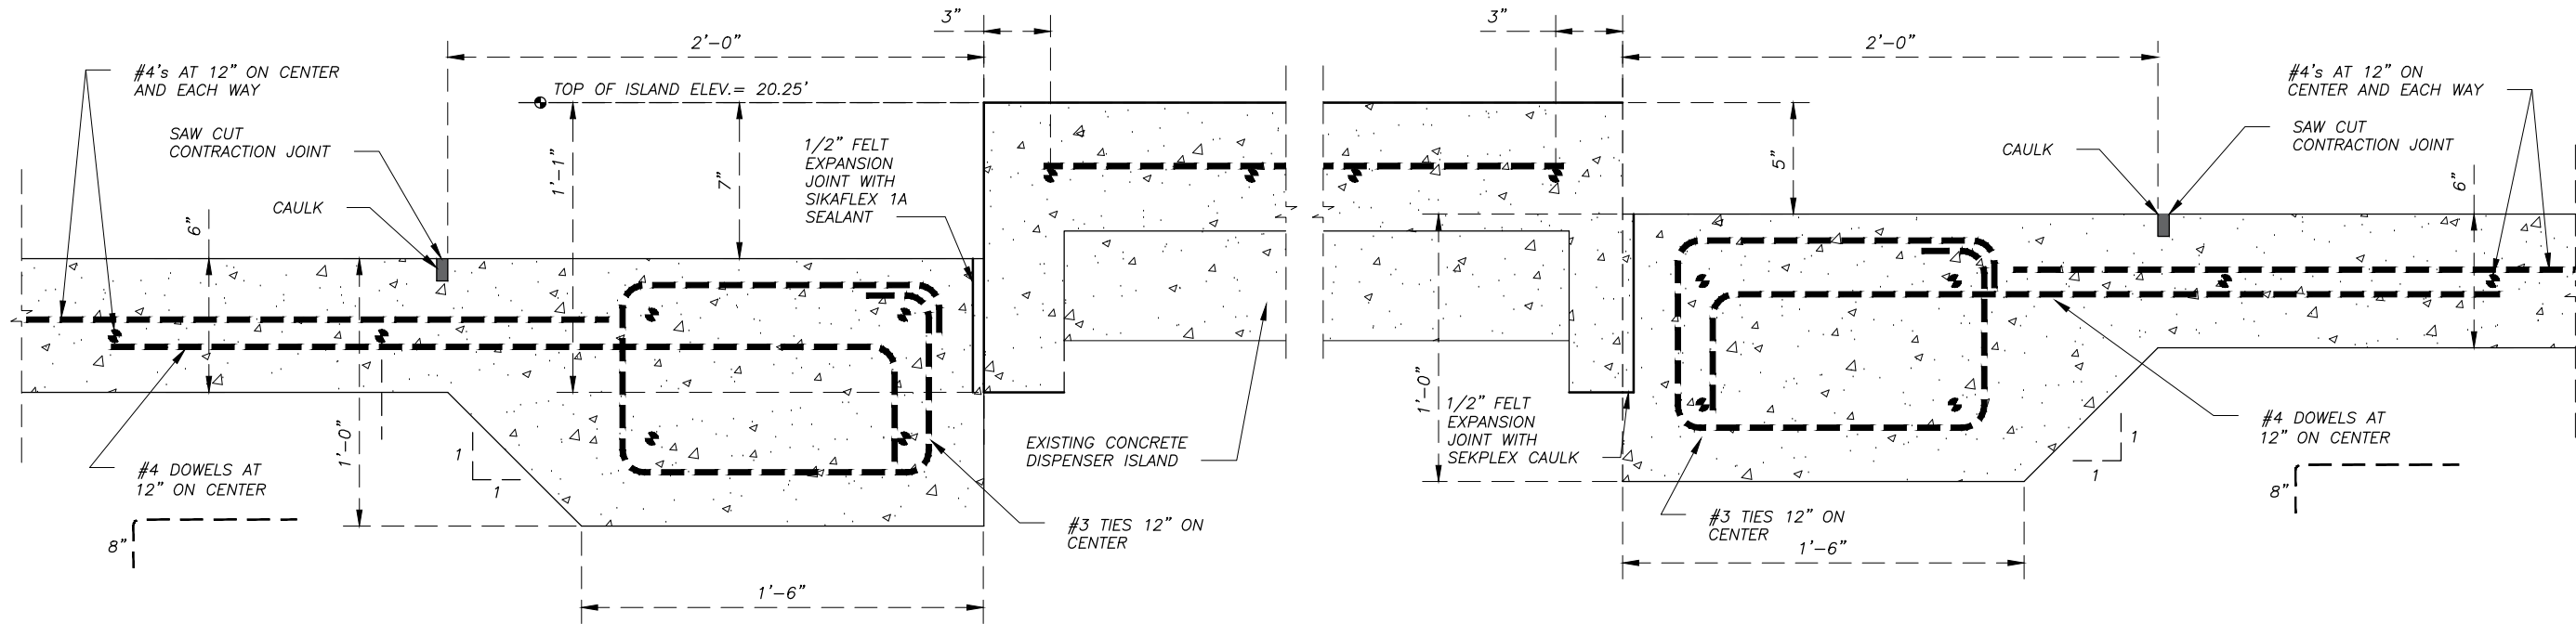 3"
3"
2'-0"
2'-0"
#4's AT 12" ON CENTER
AND EACH WAY
TOP OF ISLAND ELEV.= 20.25'
#4's AT 12" ON
CENTER AND EACH WAY
SAW CUT
CONTRACTION JOINT
1/2" FELT
EXPANSION
JOINT WITH
SIKAFLEX 1A
SEALANT
CAULK
SAW CUT
CONTRACTION JOINT
1'-1"
7"
5"
6"
CAULK
6"
1'-0"
1'-0"
1/2" FELT
EXPANSION
JOINT WITH
SEKPLEX CAULK
EXISTING CONCRETE
DISPENSER ISLAND
#4 DOWELS AT
12" ON CENTER
1
1
#4 DOWELS AT
12" ON CENTER
1
1
8"
8"
#3 TIES 12" ON
CENTER
#3 TIES 12" ON
CENTER
1'-6"
1'-6"